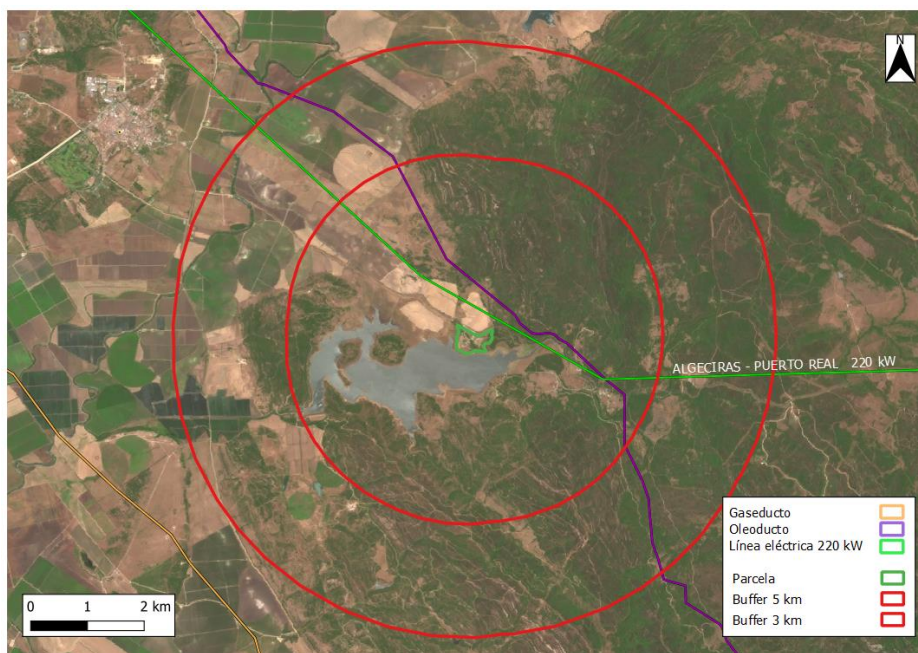 N
ALGECIRAS - PUERTO REAL 220 kW
Gaseducto
Oleoducto
Línea eléctrica 220 kW
Parcela
Buffer 5 km
Buffer 3 km
0 1 2 km